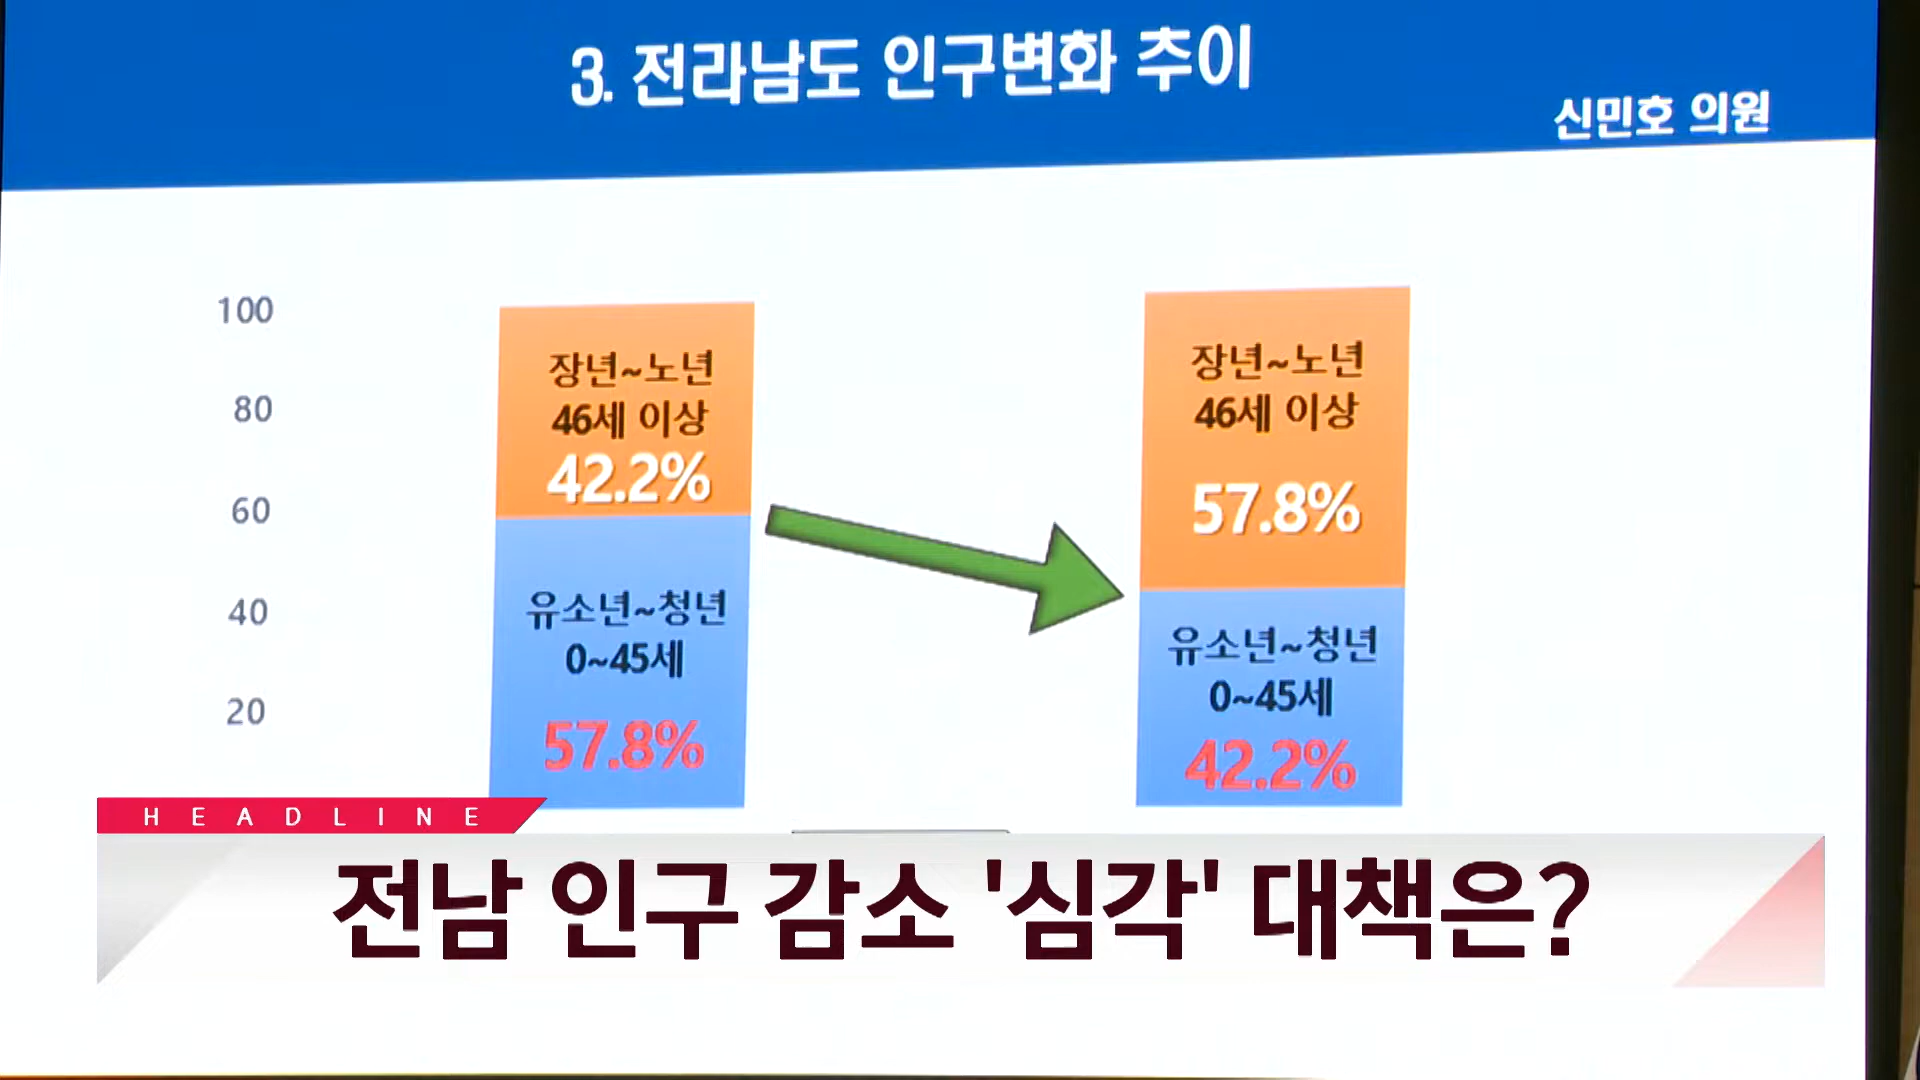 3. 전라남도 인구변화 추이
신민호 의원
100
80
60
40
20
장년~노년
46세 이상
42.2%
유소년~청년
0~45세
57.8%
장년~노년
46세 이상
57.8%
유소년~청년
0~45세
42.2%
HEADLINE
전남 인구 감소 '심각' 대책은?